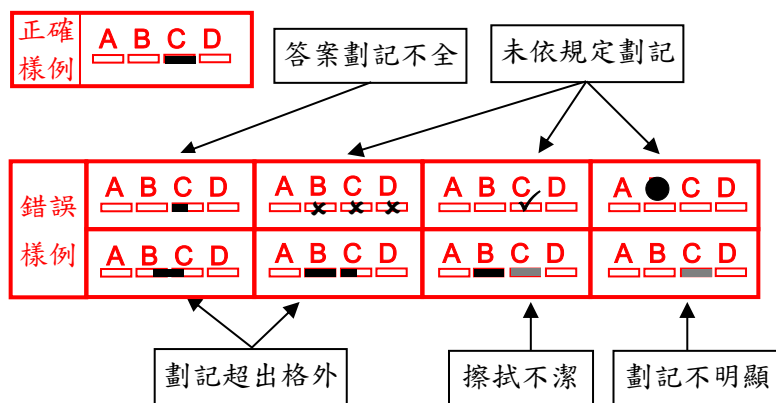 正確
樣例
A B C D
答案劃記不全
未依規定劃記
錯誤
樣例
A B C D
A B C D
A B C D
A C D
A B C D
A B C D
A B C D
A B C D
劃記超出格外
擦拭不潔
劃記不明顯